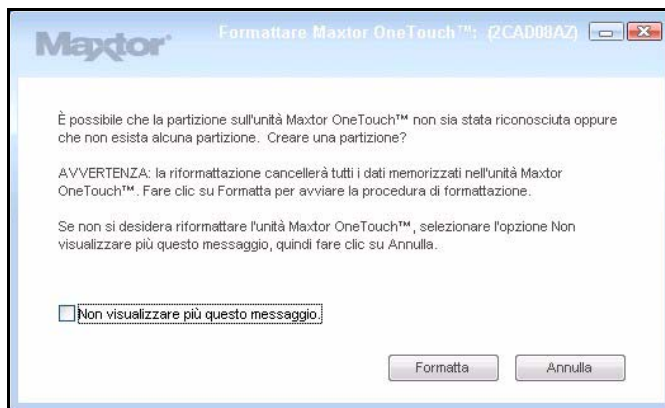 Maxtor®
Formattare Maxtor OneTouch™: (2CAD08AZ)
È possibile che la partizione sull'unità Maxtor OneTouch™ non sia stata riconosciuta oppure
che non esista alcuna partizione. Creare una partizione?
AVVERTENZA: la riformattazione cancellerà tutti i dati memorizzati nell'unità Maxtor
OneTouch™. Fare clic su Formatta per avviare la procedura di formattazione.
Se non si desidera riformattare l'unità Maxtor OneTouch™, selezionare l'opzione Non
visualizzare più questo messaggio, quindi fare clic su Annulla.
Non visualizzare più questo messaggio.
Formatta
Annulla